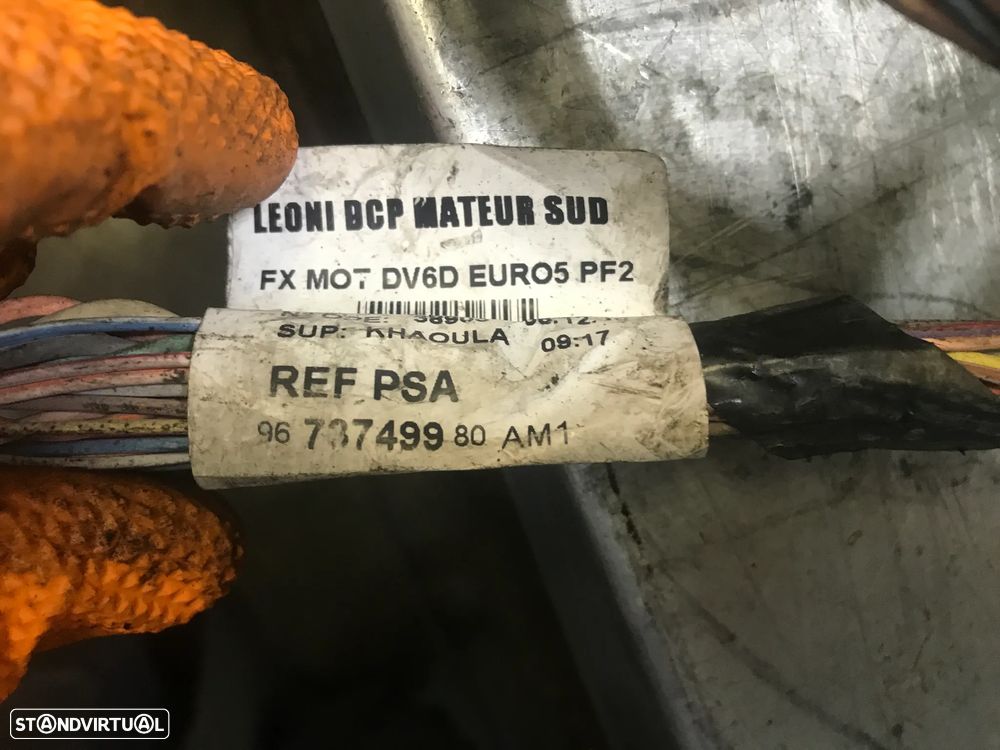 LEONI DCP MATEUR SUD
FX MOT DV6D EURO5 PF2
SUP: KHAOULA 09:17
REF PSA
96 737499 80 AM1
STANDVIRTUAL